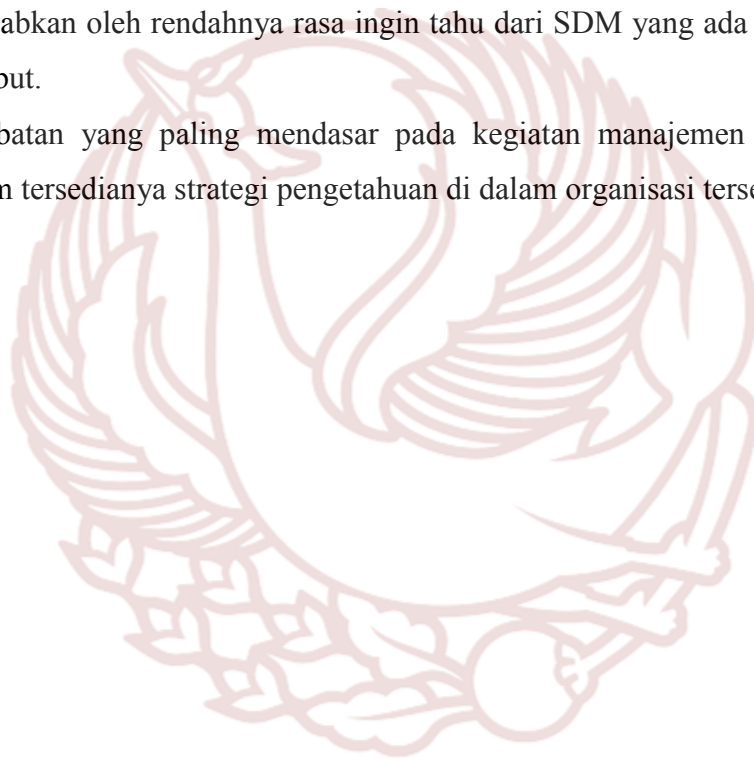 abkan oleh rendahnya rasa ingin tahu dari SDM yang ada
but.
batan yang paling mendasar pada kegiatan manajemen
m tersedianya strategi pengetahuan di dalam organisasi terse